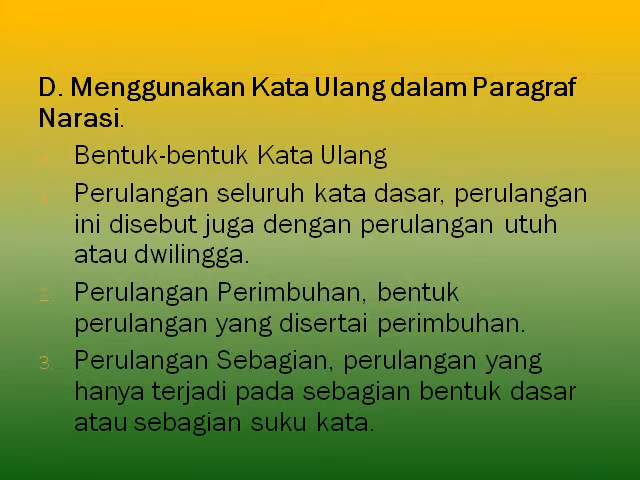 D. Menggunakan Kata Ulang dalam Paragraf
Narasi.
Bentuk-bentuk Kata Ulang
Perulangan seluruh kata dasar, perulangan
ini disebut juga dengan perulangan utuh
atau dwilingga.
2. Perulangan Perimbuhan, bentuk
perulangan yang disertai perimbuhan.
3. Perulangan Sebagian, perulangan yang
hanya terjadi pada sebagian bentuk dasar
atau sebagian suku kata.